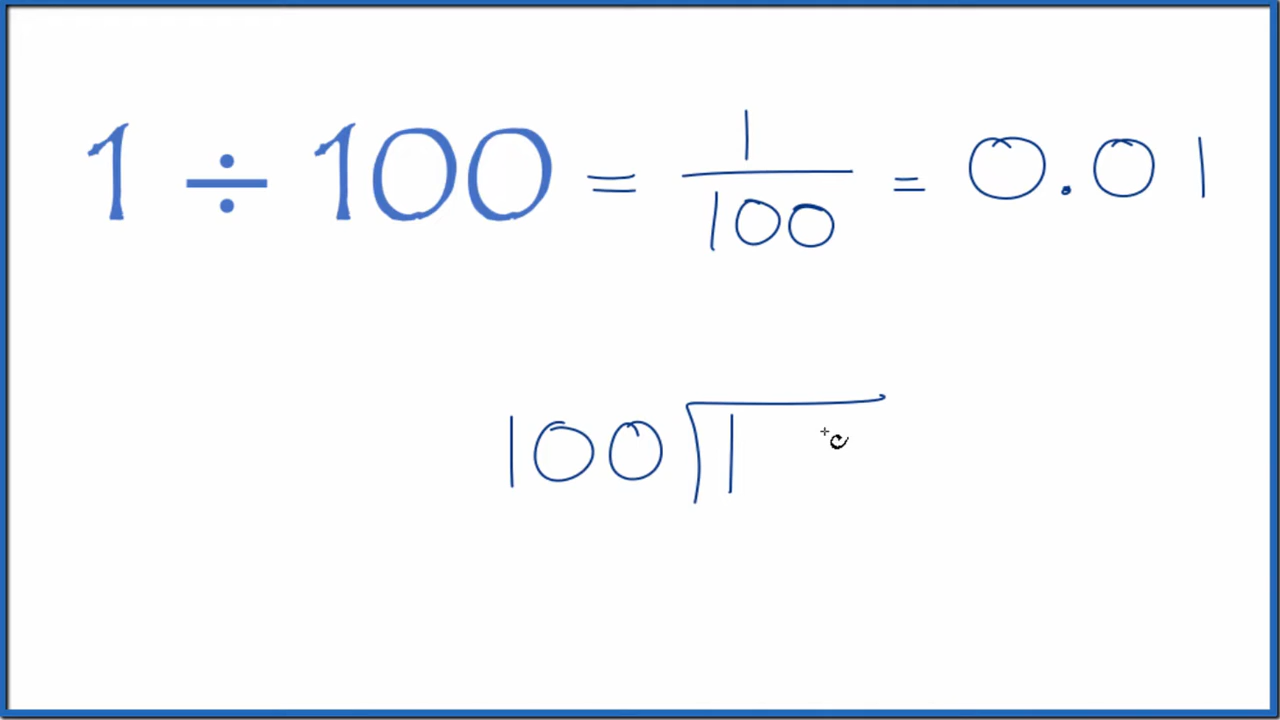 1 ÷ 100 = 1/100 = 0.01
100)1